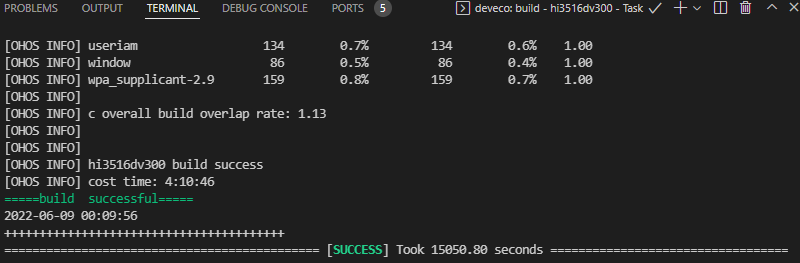 PROBLEMS OUTPUT TERMINAL DEBUG CONSOLE PORTS 5 deveco: build - hi3516dv300 - Task
[OHOS INFO] useriam 134 0.7% 134 0.6% 1.00
[OHOS INFO] window 86 0.5% 86 0.4% 1.00
[OHOS INFO] wpa_supplicant-2.9 159 0.8% 159 0.7% 1.00
[OHOS INFO]
[OHOS INFO] c overall build overlap rate: 1.13
[OHOS INFO]
[OHOS INFO]
[OHOS INFO] hi3516dv300 build success
[OHOS INFO] cost time: 4:10:46
=====build  successful=====
2022-06-09 00:09:56
++++++++++++++++++++++++++++++++++++++++
============================================= [SUCCESS] Took 15050.80 seconds ==================================